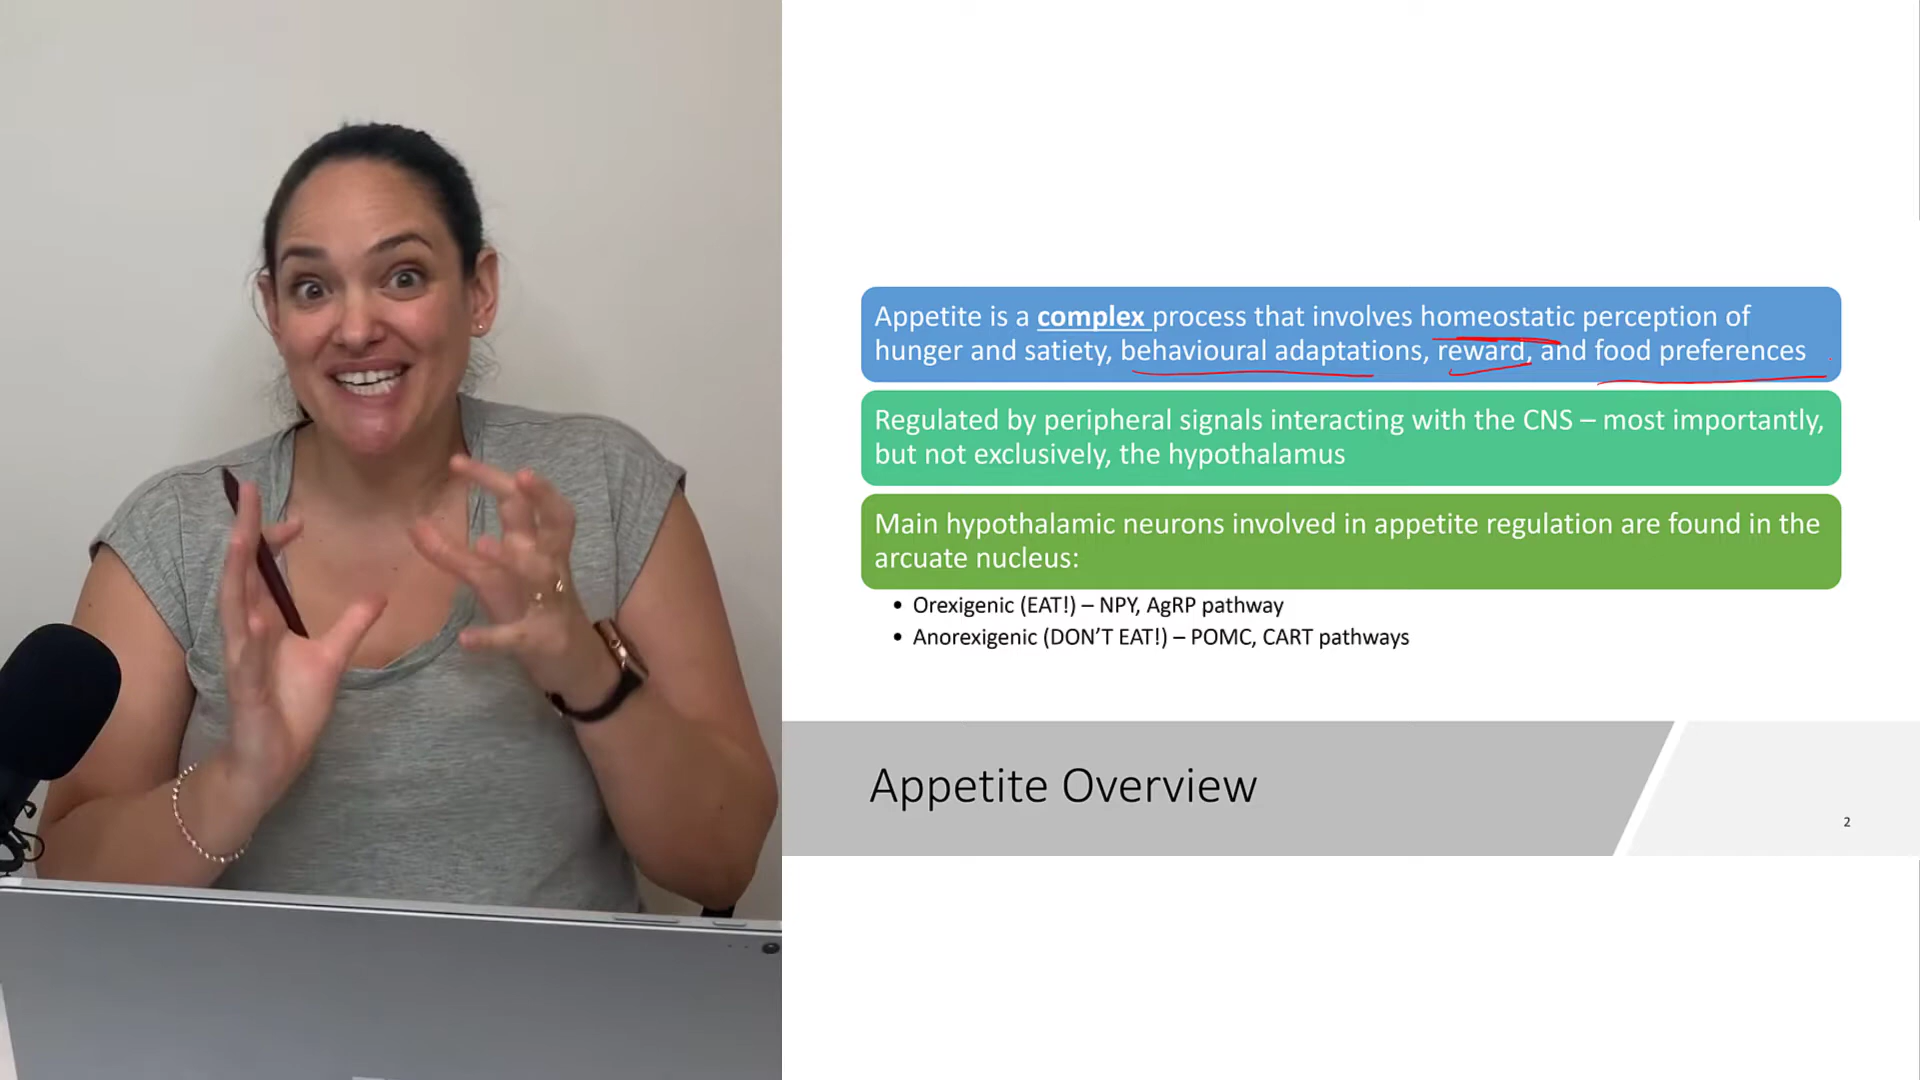 Appetite is a complex process that involves homeostatic perception of
hunger and satiety, behavioural adaptations, reward, and food preferences
Regulated by peripheral signals interacting with the CNS – most importantly,
but not exclusively, the hypothalamus
Main hypothalamic neurons involved in appetite regulation are found in the
arcuate nucleus:
• Orexigenic (EAT!) – NPY, AgRP pathway
• Anorexigenic (DON'T EAT!) – POMC, CART pathways
Appetite Overview
2